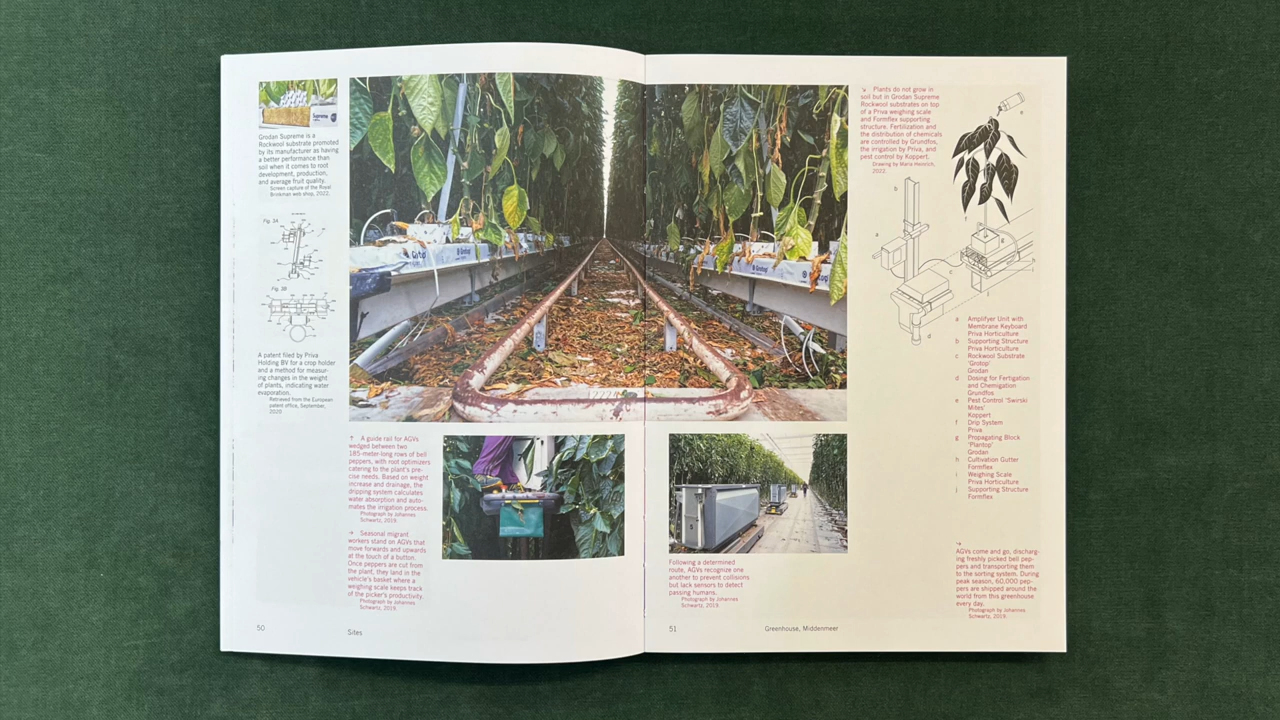 Supreme
Grodan Supreme is a
Rockwool substrate promoted
by its manufacturer as having
a better performance than
soil when it comes to root
development, production,
and average fruit quality.
Screen capture of the Royal
Brinkman web shop, 2022.
Fig. 3A
Fig. 3B
A patent filed by Priva
Holding BV for a crop holder
and a method for measur-
ing changes in the weight
of plants, indicating water
evaporation.
Retrieved from the European
patent office, September,
2020
Grotop
Grotop
Grotop
↑ A guide rail for AGVs
wedged between two
185-meter-long rows of bell
peppers, with root optimizers
catering to the plant's pre-
cise needs. Based on weight
increase and drainage, the
dripping system calculates
water absorption and auto-
mates the irrigation process.
Photograph by Johannes
Schwartz, 2019.
→ Seasonal migrant
workers stand on AGVs that
move forwards and upwards
at the touch of a button.
Once peppers are cut from
the plant, they land in the
vehicle's basket where a
weighing scale keeps track
of the picker's productivity.
Photograph by Johannes
Schwartz, 2019.
50
Sites
↘ Plants do not grow in
soil but in Grodan Supreme
Rockwool substrates on top
of a Priva weighing scale
and Formflex supporting
structure. Fertilization and
the distribution of chemicals
are controlled by Grundfos,
the irrigation by Priva, and
pest control by Koppert.
Drawing by Maria Heinrich,
2022.
e
b
f
a
g
h
c
i
j
d
a Amplifyer Unit with
Membrane Keyboard
Priva Horticulture
b Supporting Structure
Priva Horticulture
c Rockwool Substrate
'Grotop'
Grodan
d Dosing for Fertigation
and Chemigation
Grundfos
e Pest Control 'Swirski
Mites'
Koppert
f Drip System
Priva
g Propagating Block
'Plantop'
Grodan
h Cultivation Gutter
Formflex
i Weighing Scale
Priva Horticulture
j Supporting Structure
Formflex
5
Following a determined
route, AGVs recognize one
another to prevent collisions
but lack sensors to detect
passing humans.
Photograph by Johannes
Schwartz, 2019.
→
AGVs come and go, discharg-
ing freshly picked bell pep-
pers and transporting them
to the sorting system. During
peak season, 60,000 pep-
pers are shipped around the
world from this greenhouse
every day.
Photograph by Johannes
Schwartz, 2019.
51
Greenhouse, Middenmeer